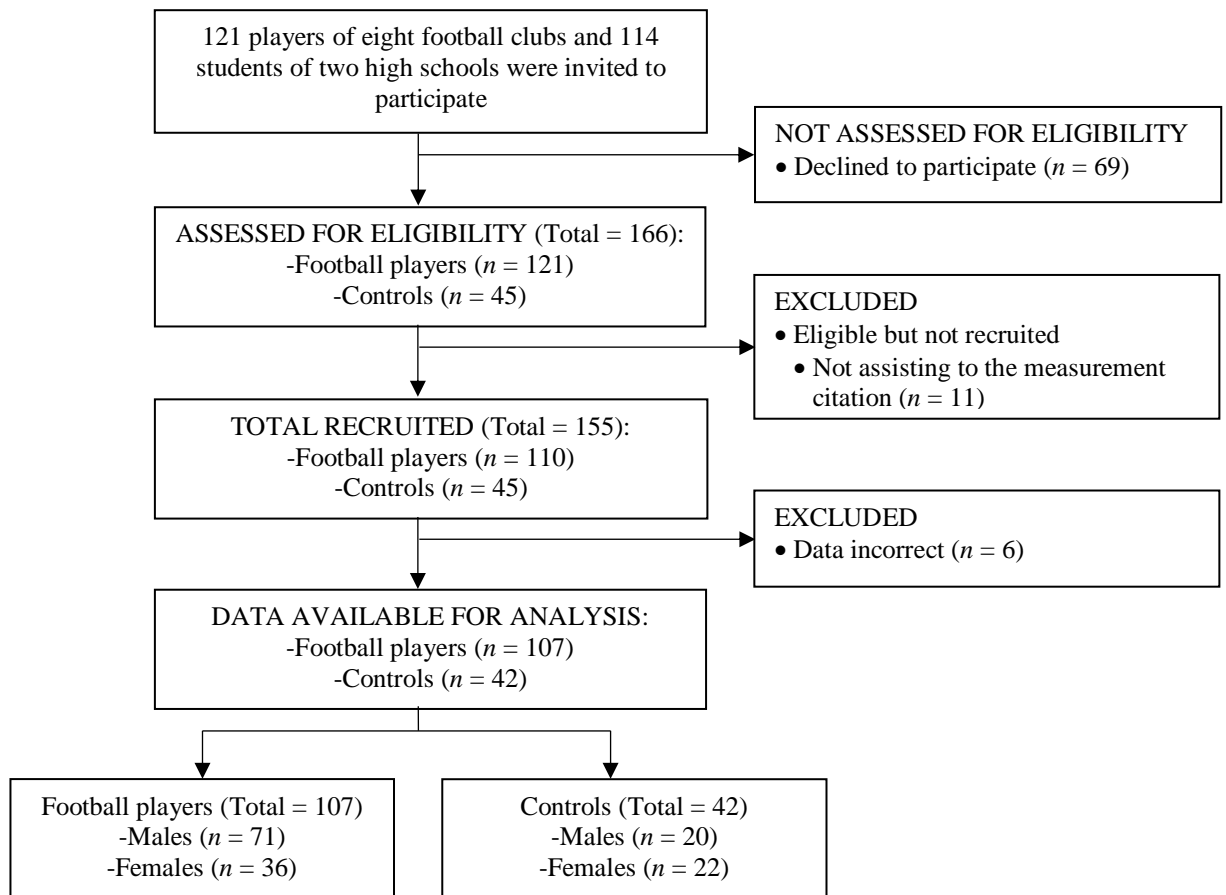 121 players of eight football clubs and 114
students of two high schools were invited to
participate
NOT ASSESSED FOR ELIGIBILITY
• Declined to participate (n = 69)
ASSESSED FOR ELIGIBILITY (Total = 166):
-Football players (n = 121)
-Controls (n = 45)
EXCLUDED
• Eligible but not recruited
• Not assisting to the measurement
citation (n = 11)
TOTAL RECRUITED (Total = 155):
-Football players (n = 110)
-Controls (n = 45)
EXCLUDED
• Data incorrect (n = 6)
DATA AVAILABLE FOR ANALYSIS:
-Football players (n = 107)
-Controls (n = 42)
Football players (Total = 107)
-Males (n = 71)
-Females (n = 36)
Controls (Total = 42)
-Males (n = 20)
-Females (n = 22)